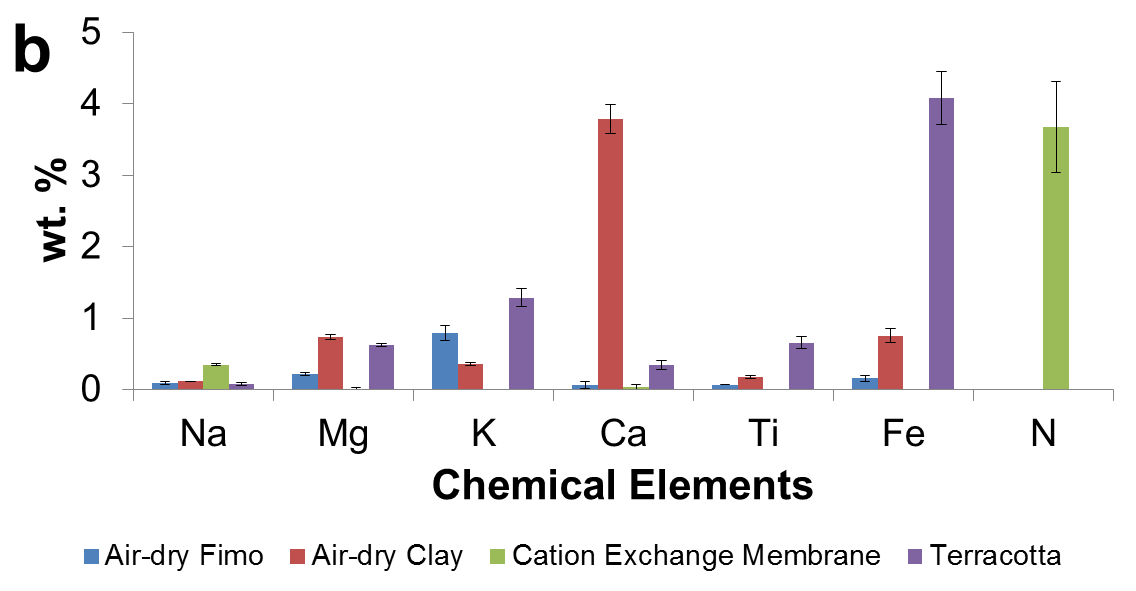 b
5
4
3
2
1
0
wt. %
Na Mg K Ca Ti Fe N
Chemical Elements
Air-dry Fimo Air-dry Clay Cation Exchange Membrane Terracotta